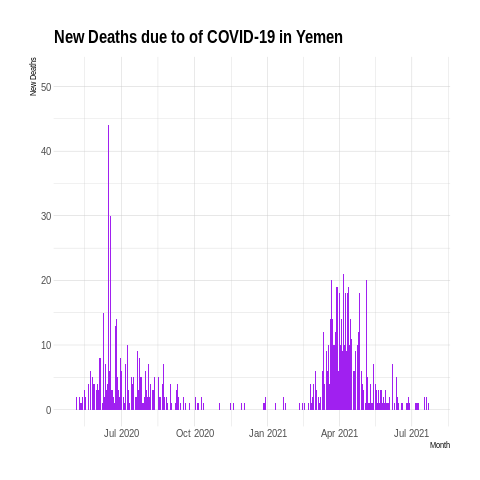 New Deaths due to of COVID-19 in Yemen
New Deaths
50
40
30
20
10
0
Jul 2020 Oct 2020 Jan 2021 Apr 2021 Jul 2021
Month